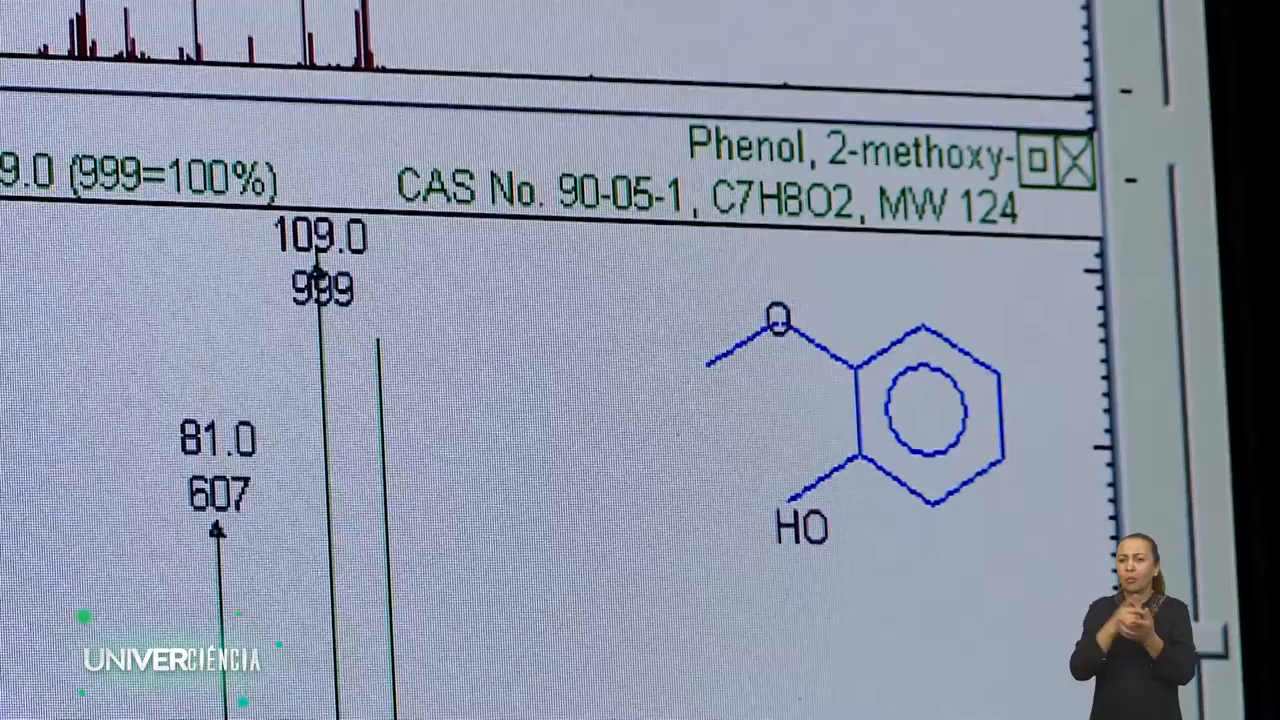 Phenol, 2-methoxy-
9.0 (999=100%)
CAS No. 90-05-1, C7H8O2, MW 124
109.0
999
81.0
607
O
HO
UNIVERCIÊNCIA